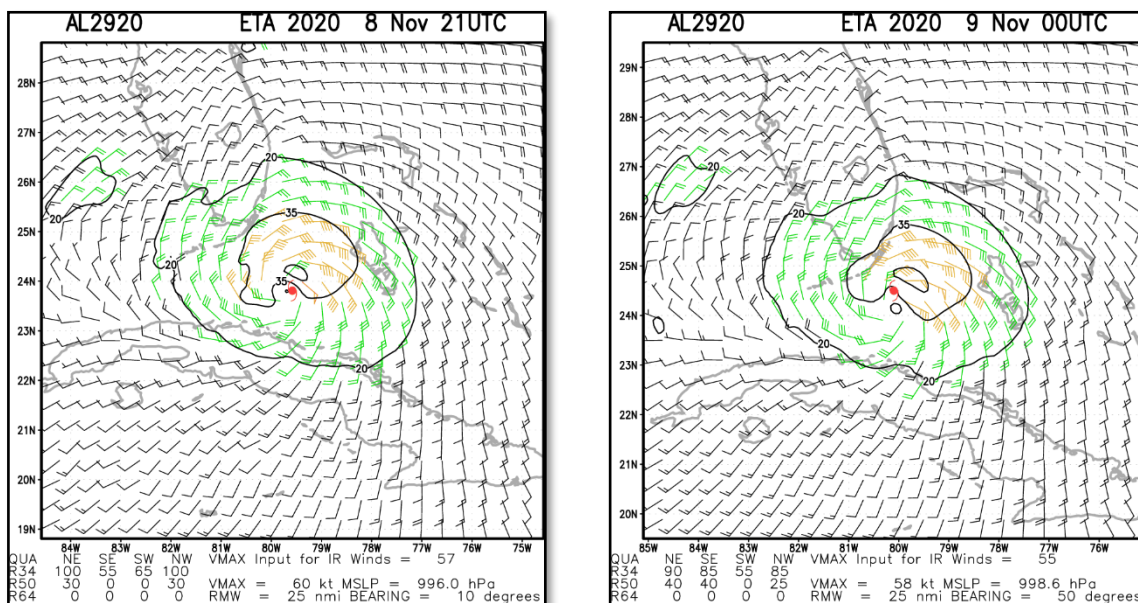 AL2920 ETA 2020 8 Nov 21UTC
28N
27N
26N
25N
24N
23N
22N
21N
20N
19N
20
20
35
20
35
20
84W 83W 82W 81W 80W 79W 78W 77W 76W 75W
QUA NE SE SW NW VMAX Input for IR Winds = 57
R34 100 55 65 100
R50 30 0 0 30 VMAX = 60 kt MSLP = 996.0 hPa
R64 0 0 0 0 RMW = 25 nmi BEARING = 10 degrees
AL2920 ETA 2020 9 Nov 00UTC
29N
28N
27N
26N
25N
24N
23N
22N
21N
20N
20
20
35
20
20
85W 84W 83W 82W 81W 80W 79W 78W 77W 76W
QUA NE SE SW NW VMAX Input for IR Winds = 55
R34 90 85 55 85
R50 40 40 0 25 VMAX = 58 kt MSLP = 998.6 hPa
R64 0 0 0 0 RMW = 25 nmi BEARING = 50 degrees